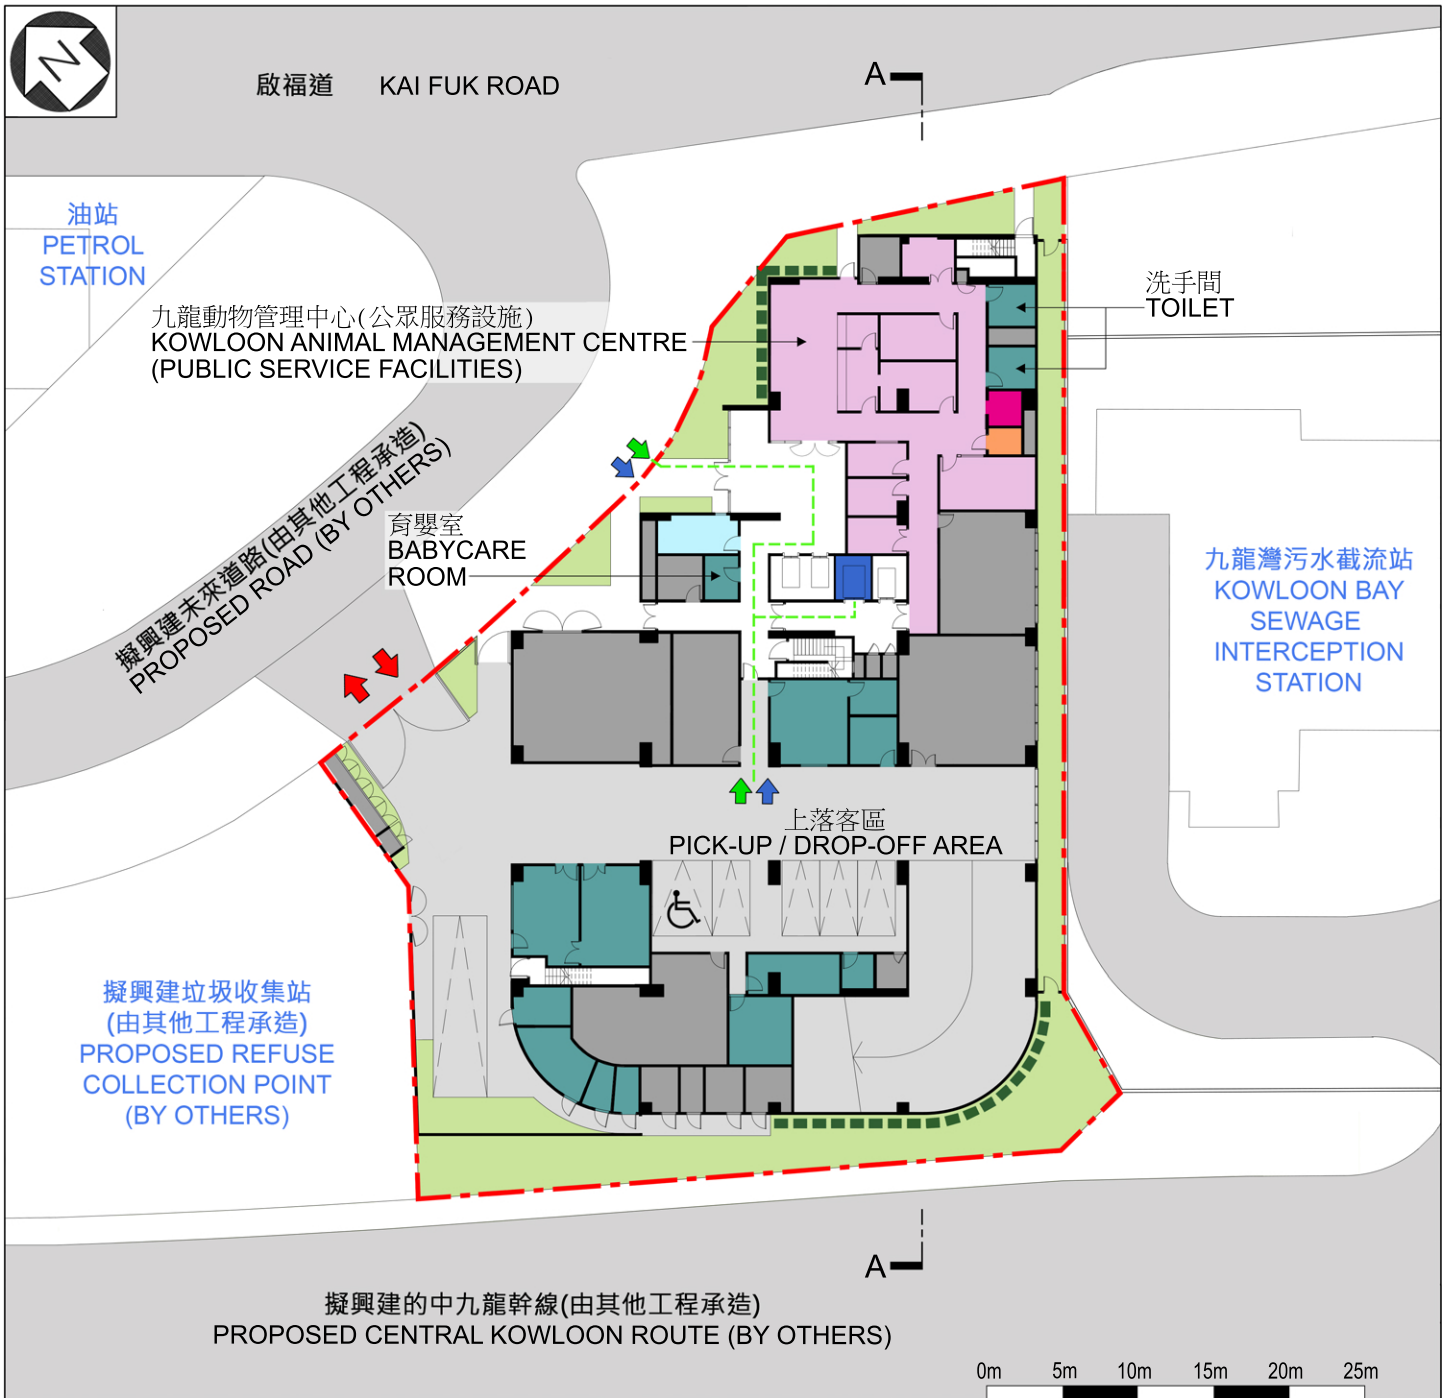 N
啟福道 KAI FUK ROAD
A
油站
PETROL
STATION
洗手間
TOILET
九龍動物管理中心(公眾服務設施)
KOWLOON ANIMAL MANAGEMENT CENTRE
(PUBLIC SERVICE FACILITIES)
擬興建未來道路(由其他工程承造)
PROPOSED ROAD (BY OTHERS)
育嬰室
BABYCARE
ROOM
九龍灣污水截流站
KOWLOON BAY
SEWAGE
INTERCEPTION
STATION
上落客區
PICK-UP / DROP-OFF AREA
擬興建垃圾收集站
(由其他工程承造)
PROPOSED REFUSE
COLLECTION POINT
(BY OTHERS)
A
擬興建的中九龍幹線(由其他工程承造)
PROPOSED CENTRAL KOWLOON ROUTE (BY OTHERS)
0m 5m 10m 15m 20m 25m